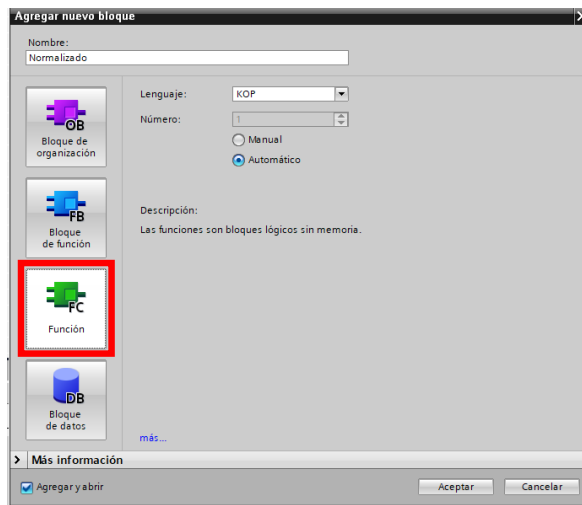 Agregar nuevo bloque
Nombre:
Normalizado
OB
Bloque de
organización
FB
Bloque
de función
FC
Función
DB
Bloque
de datos
Lenguaje:
KOP
Número:
1
Manual
Automático
Descripción:
Las funciones son bloques lógicos sin memoria.
más...
Más información
Agregar y abrir
Aceptar
Cancelar